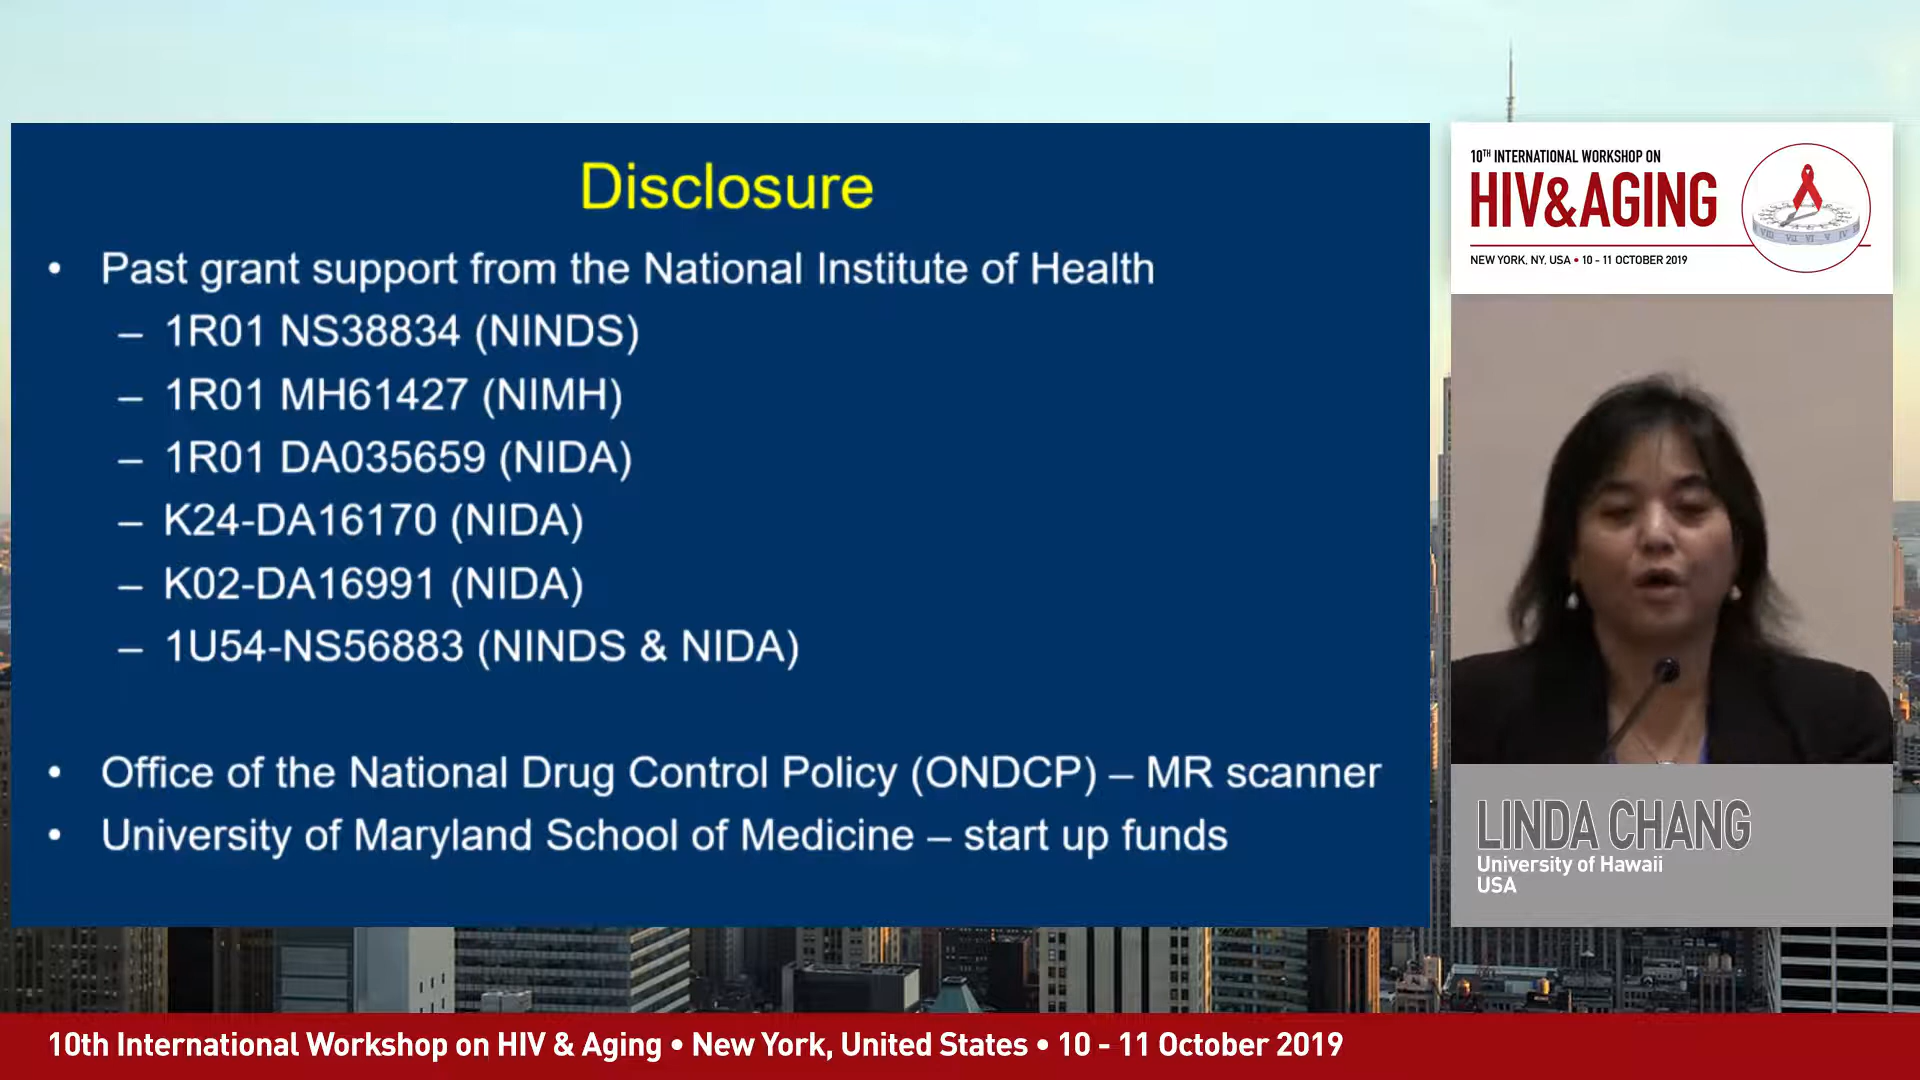 Disclosure
• Past grant support from the National Institute of Health
– 1R01 NS38834 (NINDS)
– 1R01 MH61427 (NIMH)
– 1R01 DA035659 (NIDA)
– K24-DA16170 (NIDA)
– K02-DA16991 (NIDA)
– 1U54-NS56883 (NINDS & NIDA)
• Office of the National Drug Control Policy (ONDCP) – MR scanner
• University of Maryland School of Medicine – start up funds
10TH INTERNATIONAL WORKSHOP ON
HIV&AGING
NEW YORK, NY, USA • 10 - 11 OCTOBER 2019
LINDA CHANG
University of Hawaii
USA
10th International Workshop on HIV & Aging • New York, United States • 10 - 11 October 2019